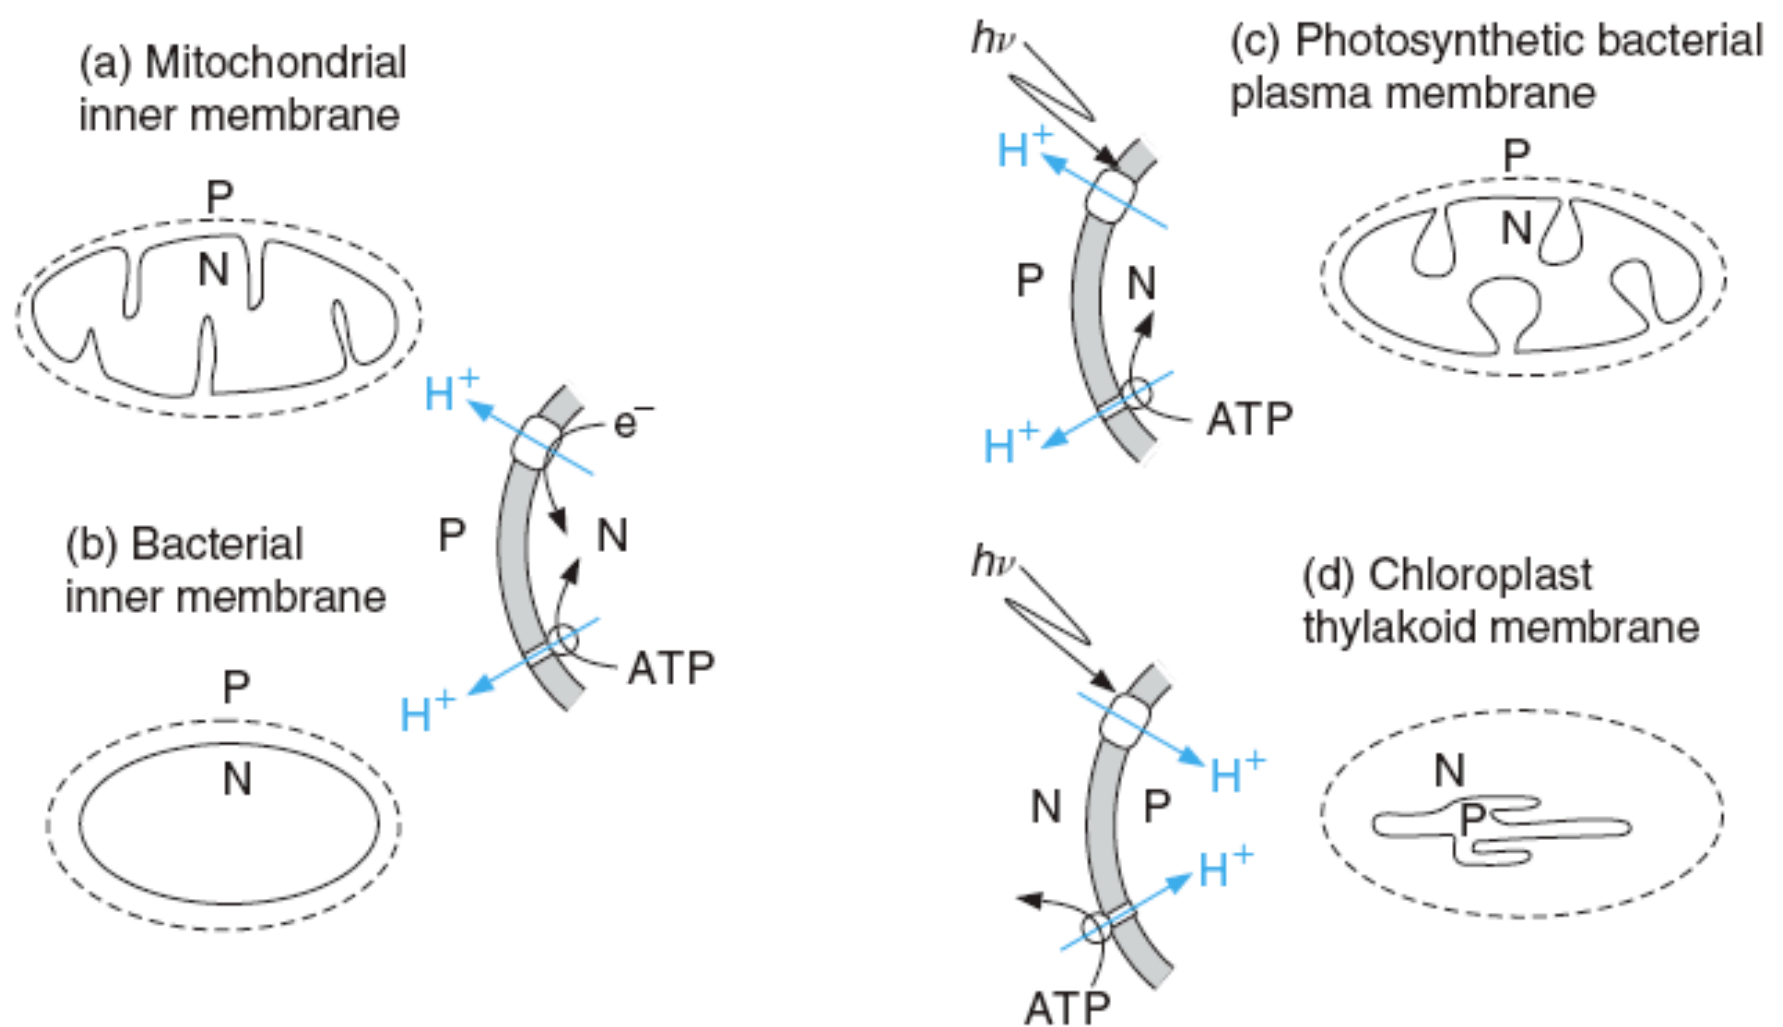 (a) Mitochondrial
inner membrane
P
N
H⁺
e⁻
P
N
ATP
H⁺
(b) Bacterial
inner membrane
P
N
hν
(c) Photosynthetic bacterial
plasma membrane
H⁺
P
N
P
N
ATP
H⁺
hν
(d) Chloroplast
thylakoid membrane
H⁺
N
P
H⁺
ATP
N
P